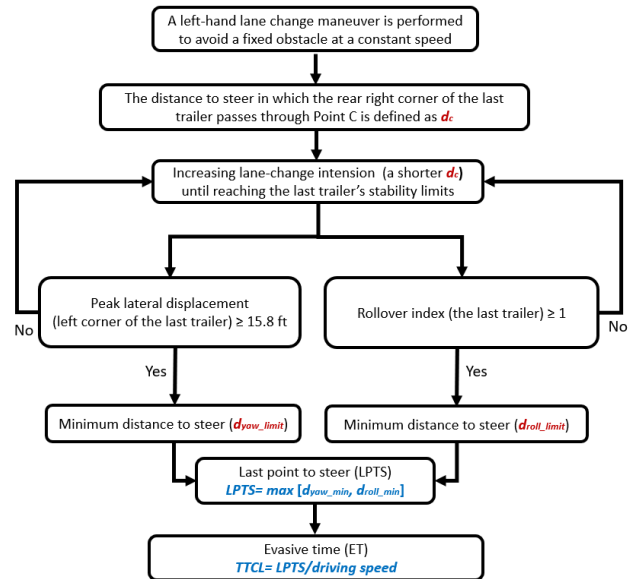 A left-hand lane change maneuver is performed
to avoid a fixed obstacle at a constant speed
The distance to steer in which the rear right corner of the last
trailer passes through Point C is defined as dc
Increasing lane-change intension (a shorter dc)
until reaching the last trailer's stability limits
Peak lateral displacement
(left corner of the last trailer) ≥ 15.8 ft
Rollover index (the last trailer) ≥ 1
No
No
Yes
Yes
Minimum distance to steer (dyaw_limit)
Minimum distance to steer (droll_limit)
Last point to steer (LPTS)
LPTS= max [dyaw_min, droll_min]
Evasive time (ET)
TTCL= LPTS/driving speed